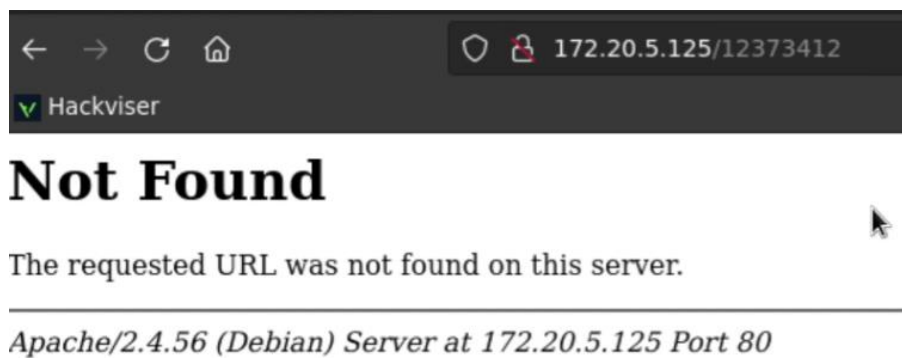 172.20.5.125/12373412
Hackviser
Not Found
The requested URL was not found on this server.
Apache/2.4.56 (Debian) Server at 172.20.5.125 Port 80